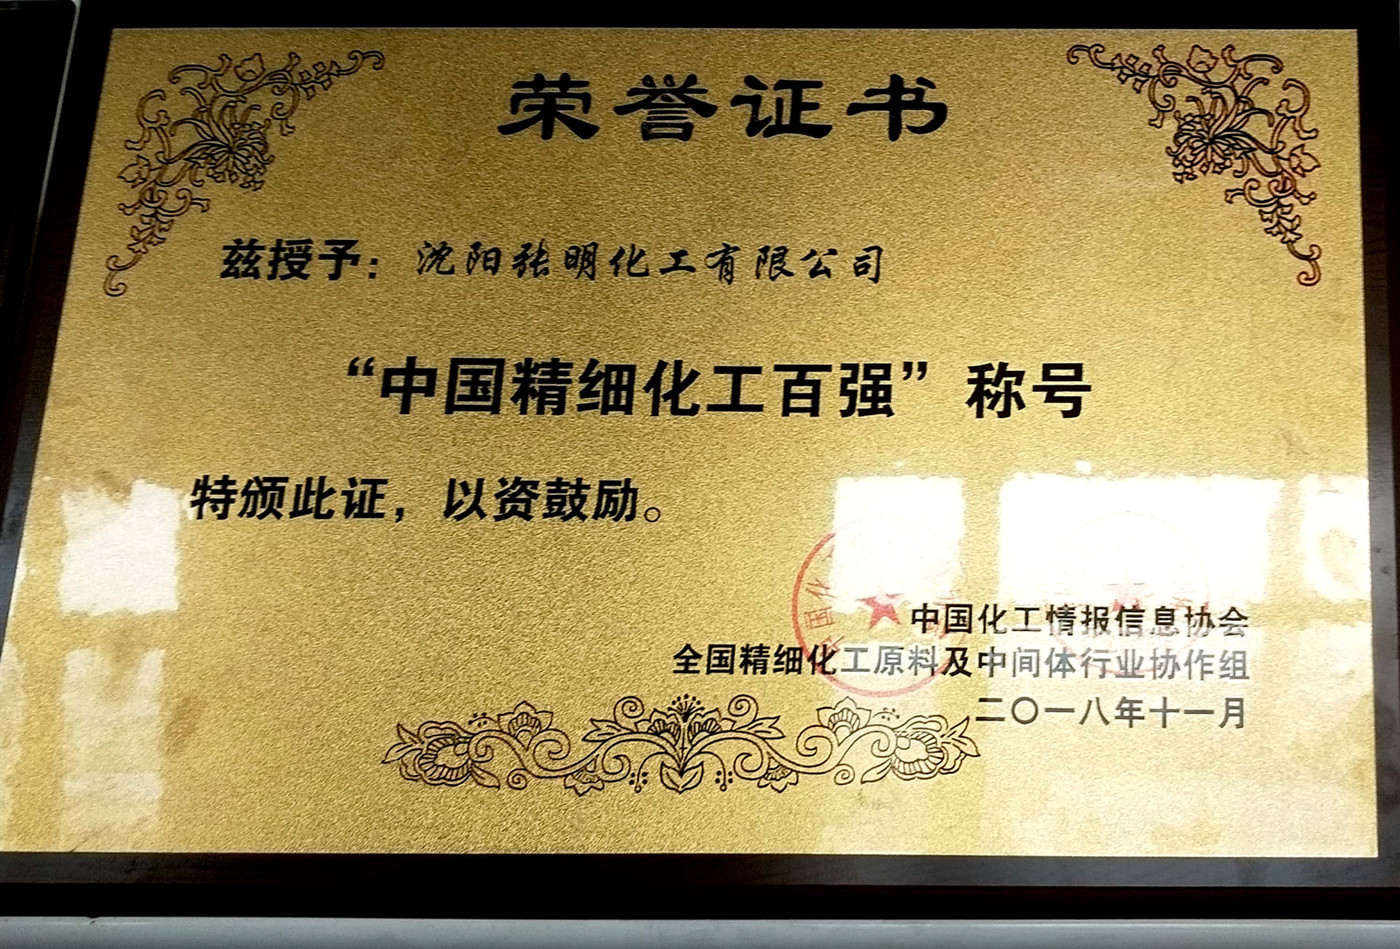 荣誉证书
兹授予：沈阳张明化工有限公司
“中国精细化工百强”称号
特颁此证，以资鼓励。
中国化工情报信息协会
全国精细化工原料及中间体行业协作组
二〇一八年十一月